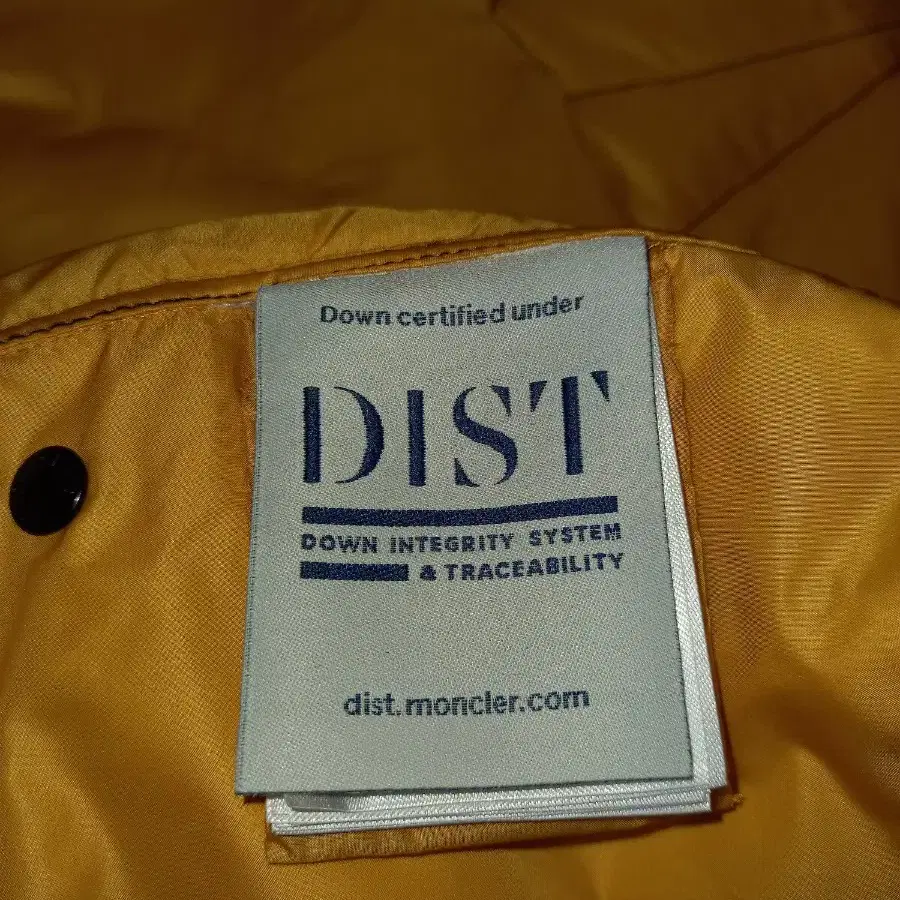 Down certified under
DIST
DOWN INTEGRITY SYSTEM
& TRACEABILITY
dist.moncler.com